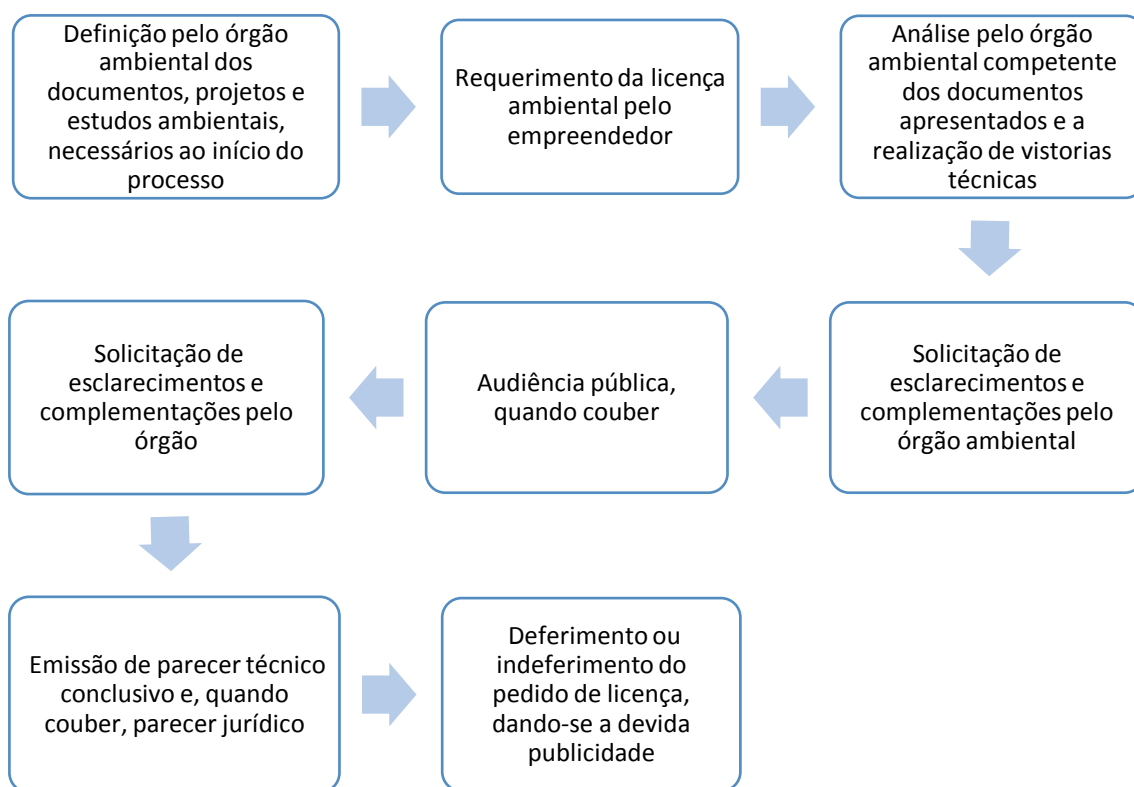 Definição pelo órgão
ambiental dos
documentos, projetos e
estudos ambientais,
necessários ao início do
processo
Requerimento da licença
ambiental pelo
empreendedor
Análise pelo órgão
ambiental competente
dos documentos
apresentados e a
realização de vistorias
técnicas
Solicitação de
esclarecimentos e
complementações pelo
órgão ambiental
Audiência pública,
quando couber
Solicitação de
esclarecimentos e
complementações pelo
órgão
Emissão de parecer técnico
conclusivo e, quando
couber, parecer jurídico
Deferimento ou
indeferimento do
pedido de licença,
dando-se a devida
publicidade